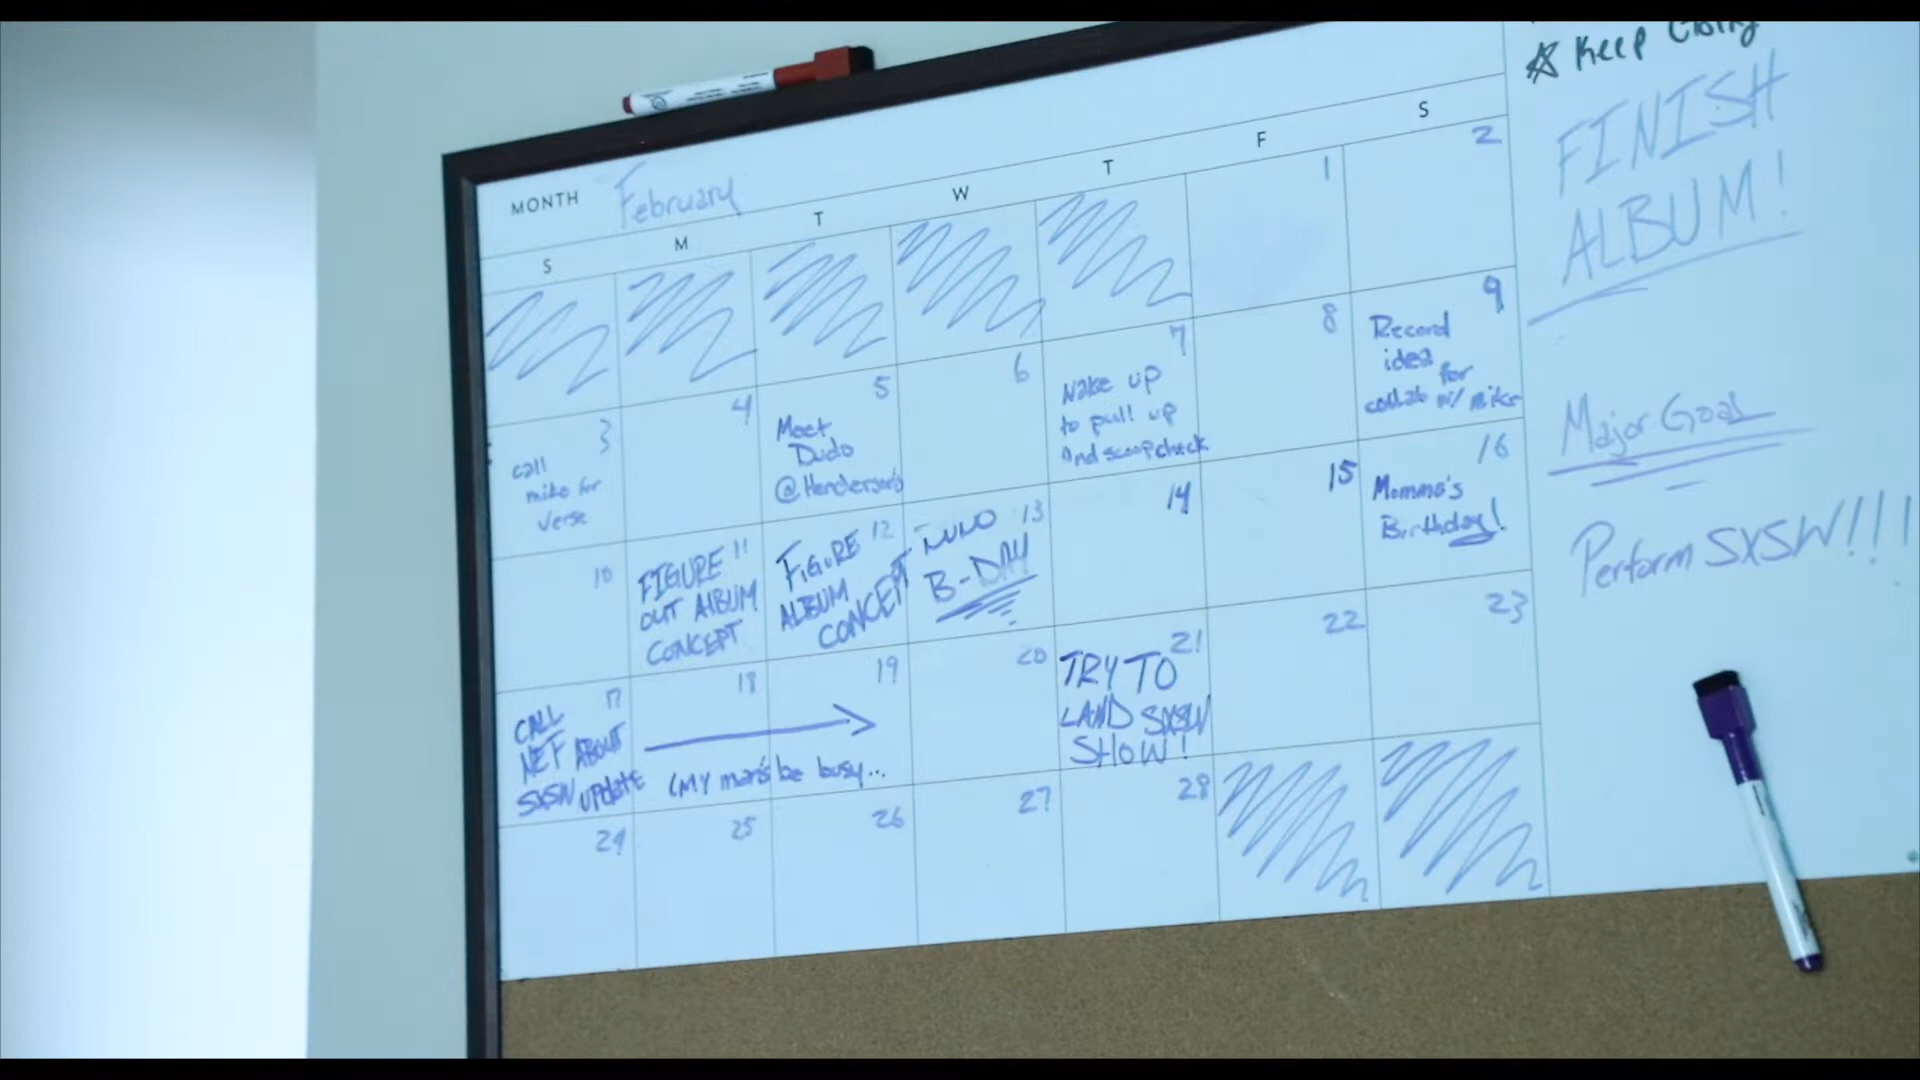 ☆ Keep Going
FINISH
ALBUM!
Major Goal
Perform SXSW!!!
MONTH February
S M T W T F S
1 2
3 4 5 6 7 8 9
call
mike for
verse
Meet
Dudo
@Henderson's
Wake up
to pull up
And scoop check
Record
idea
for
collab w/ mike
10 11 12 13 14 15 16
FIGURE
OUT ALBUM
CONCEPT
FIGURE
ALBUM
CONCEPT
B-DAY
Momma's
Birthday!
17 18 19 20 21 22 23
CALL
NEF ABOUT
SXSW UPDATE
(MY man's be busy...
TRY TO
LAND SXSW
SHOW!
24 25 26 27 28